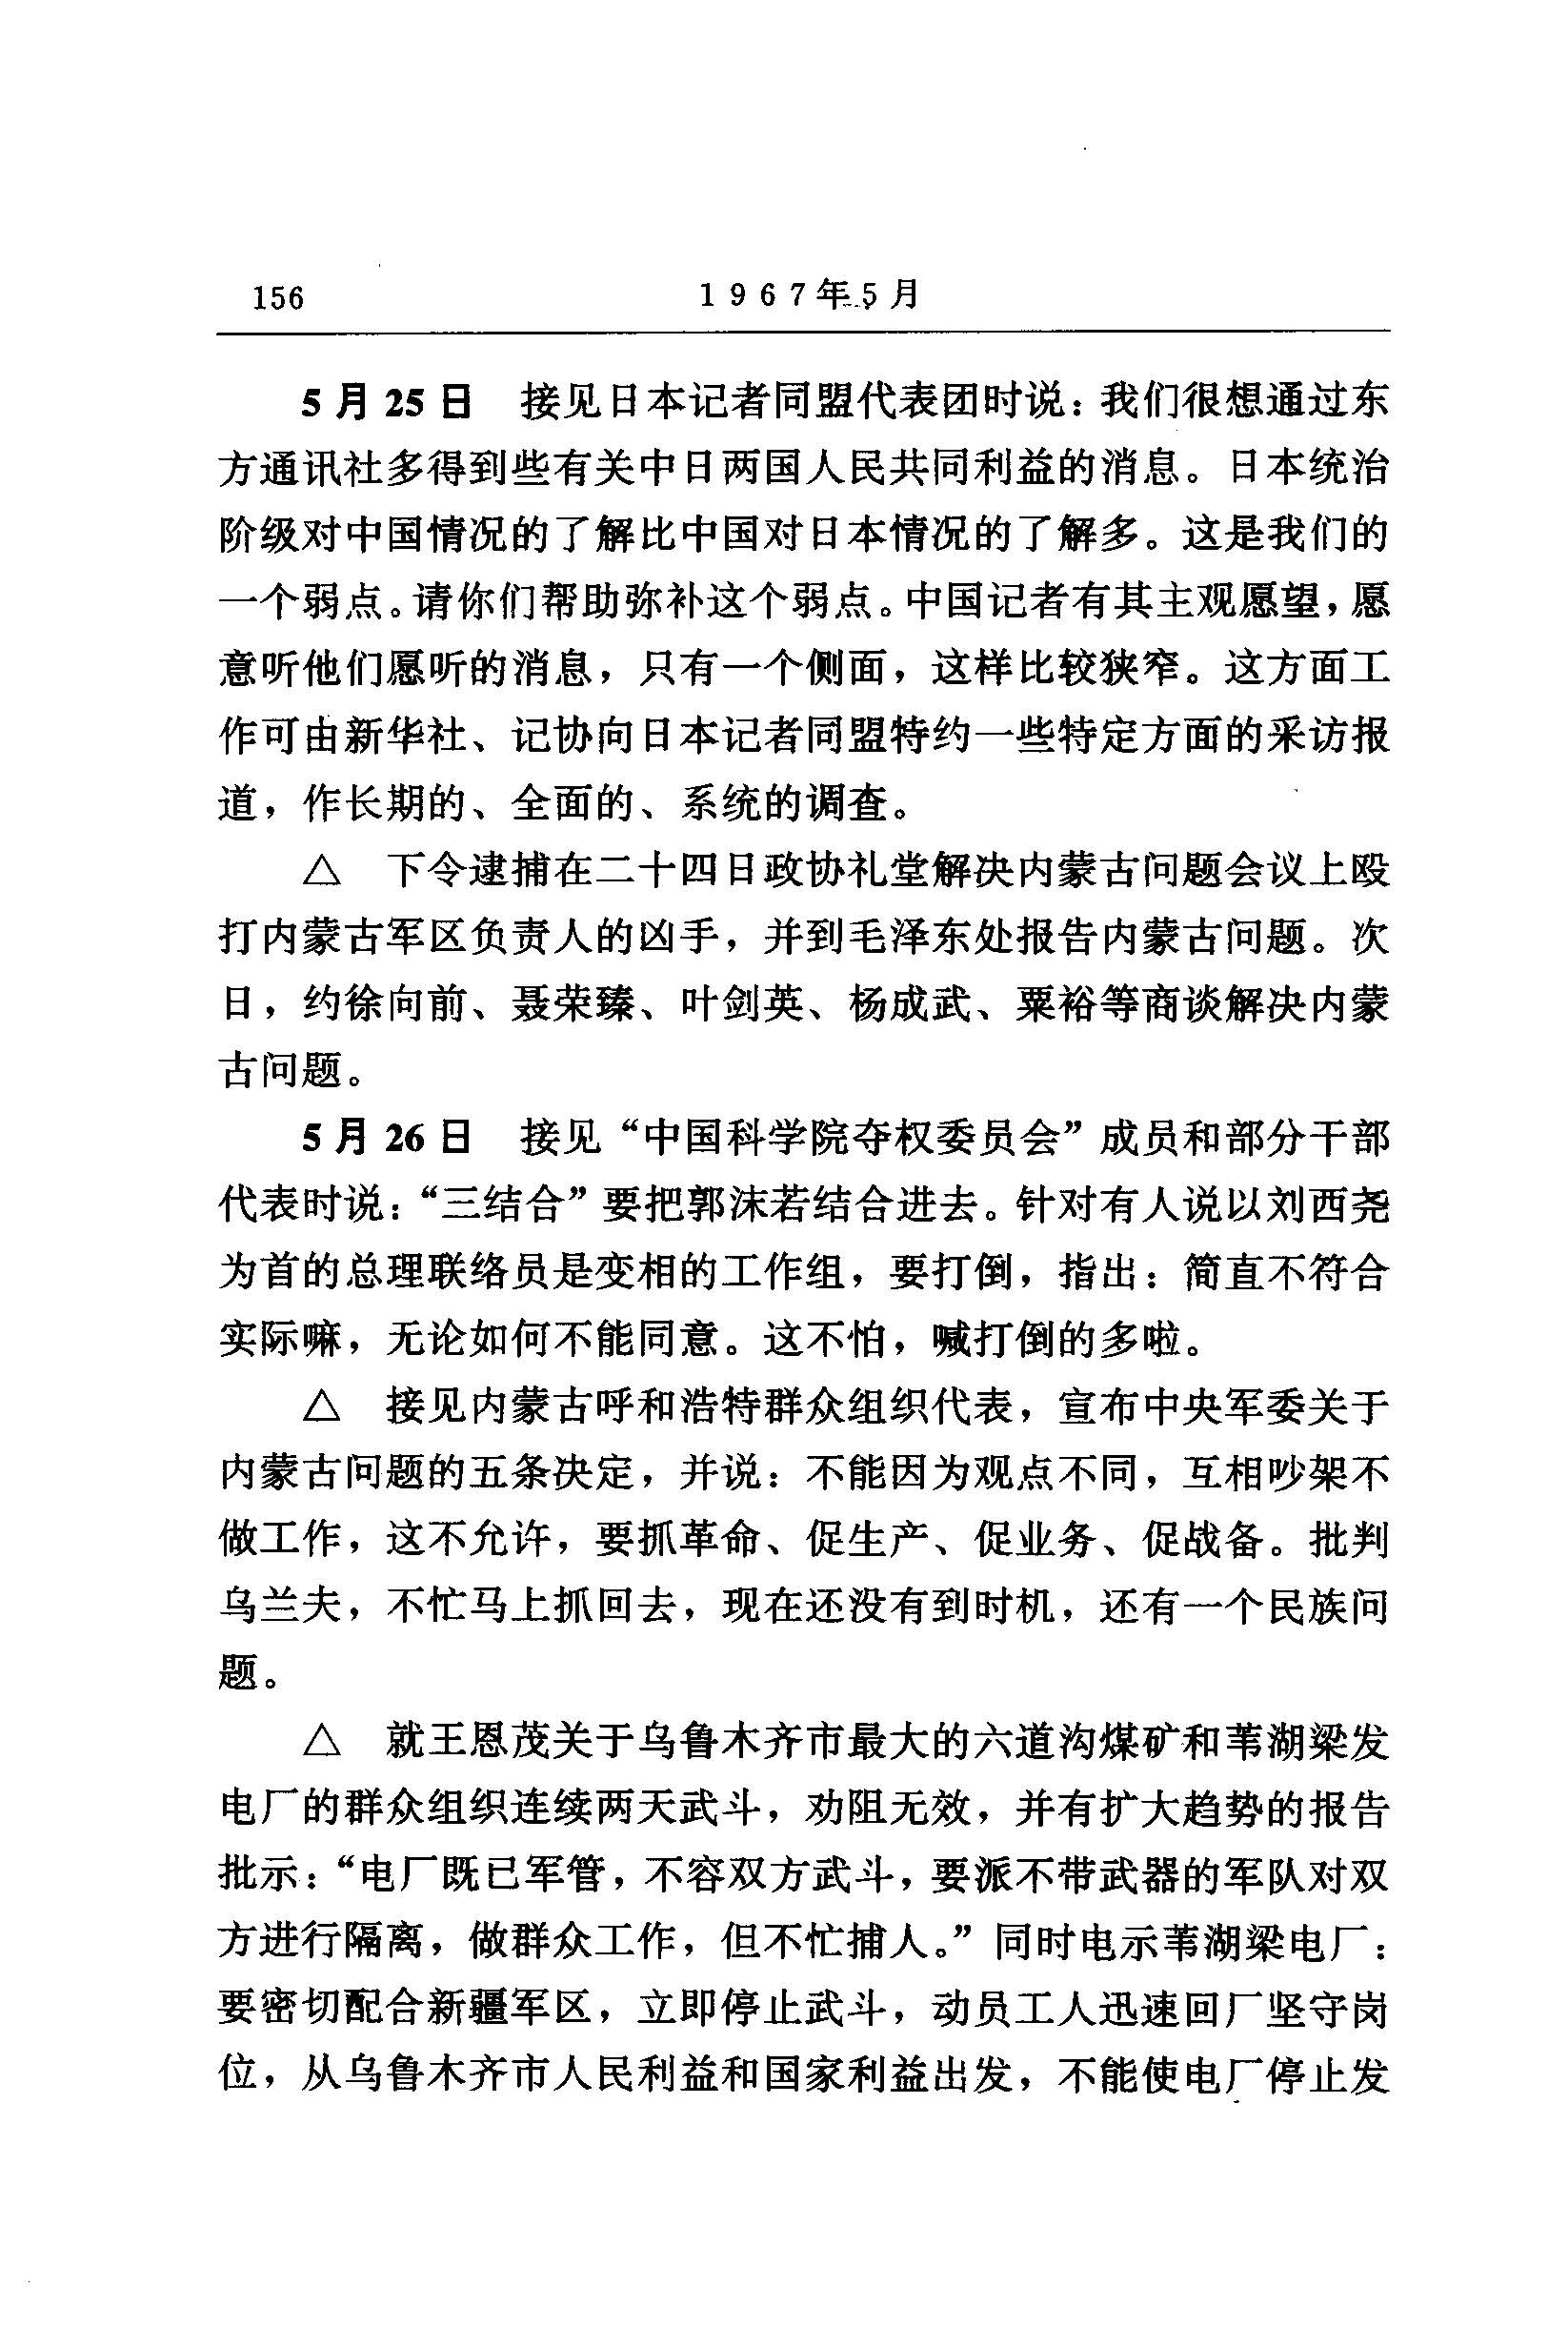 156
1967年5月
5月25日 接见日本记者同盟代表团时说：我们很想通过东
方通讯社多得到些有关中日两国人民共同利益的消息。日本统治
阶级对中国情况的了解比中国对日本情况的了解多。这是我们的
一个弱点。请你们帮助弥补这个弱点。中国记者有其主观愿望，愿
意听他们愿听的消息，只有一个侧面，这样比较狭窄。这方面工
作可由新华社、记协向日本记者同盟特约一些特定方面的采访报
道，作长期的、全面的、系统的调查。
△ 下令逮捕在二十四日政协礼堂解决内蒙古问题会议上殴
打内蒙古军区负责人的凶手，并到毛泽东处报告内蒙古问题。次
日，约徐向前、聂荣臻、叶剑英、杨成武、粟裕等商谈解决内蒙
古问题。
5月26日 接见“中国科学院夺权委员会”成员和部分干部
代表时说：“三结合”要把郭沫若结合进去。针对有人说以刘西尧
为首的总理联络员是变相的工作组，要打倒，指出：简直不符合
实际嘛，无论如何不能同意。这不怕，喊打倒的多啦。
△ 接见内蒙古呼和浩特群众组织代表，宣布中央军委关于
内蒙古问题的五条决定，并说：不能因为观点不同，互相吵架不
做工作，这不允许，要抓革命、促生产、促业务、促战备。批判
乌兰夫，不忙马上抓回去，现在还没有到时机，还有一个民族问
题。
△ 就王恩茂关于乌鲁木齐市最大的六道沟煤矿和苇湖梁发
电厂的群众组织连续两天武斗，劝阻无效，并有扩大趋势的报告
批示：“电厂既已军管，不容双方武斗，要派不带武器的军队对双
方进行隔离，做群众工作，但不忙捕人。”同时电示苇湖梁电厂：
要密切配合新疆军区，立即停止武斗，动员工人迅速回厂坚守岗
位，从乌鲁木齐市人民利益和国家利益出发，不能使电厂停止发